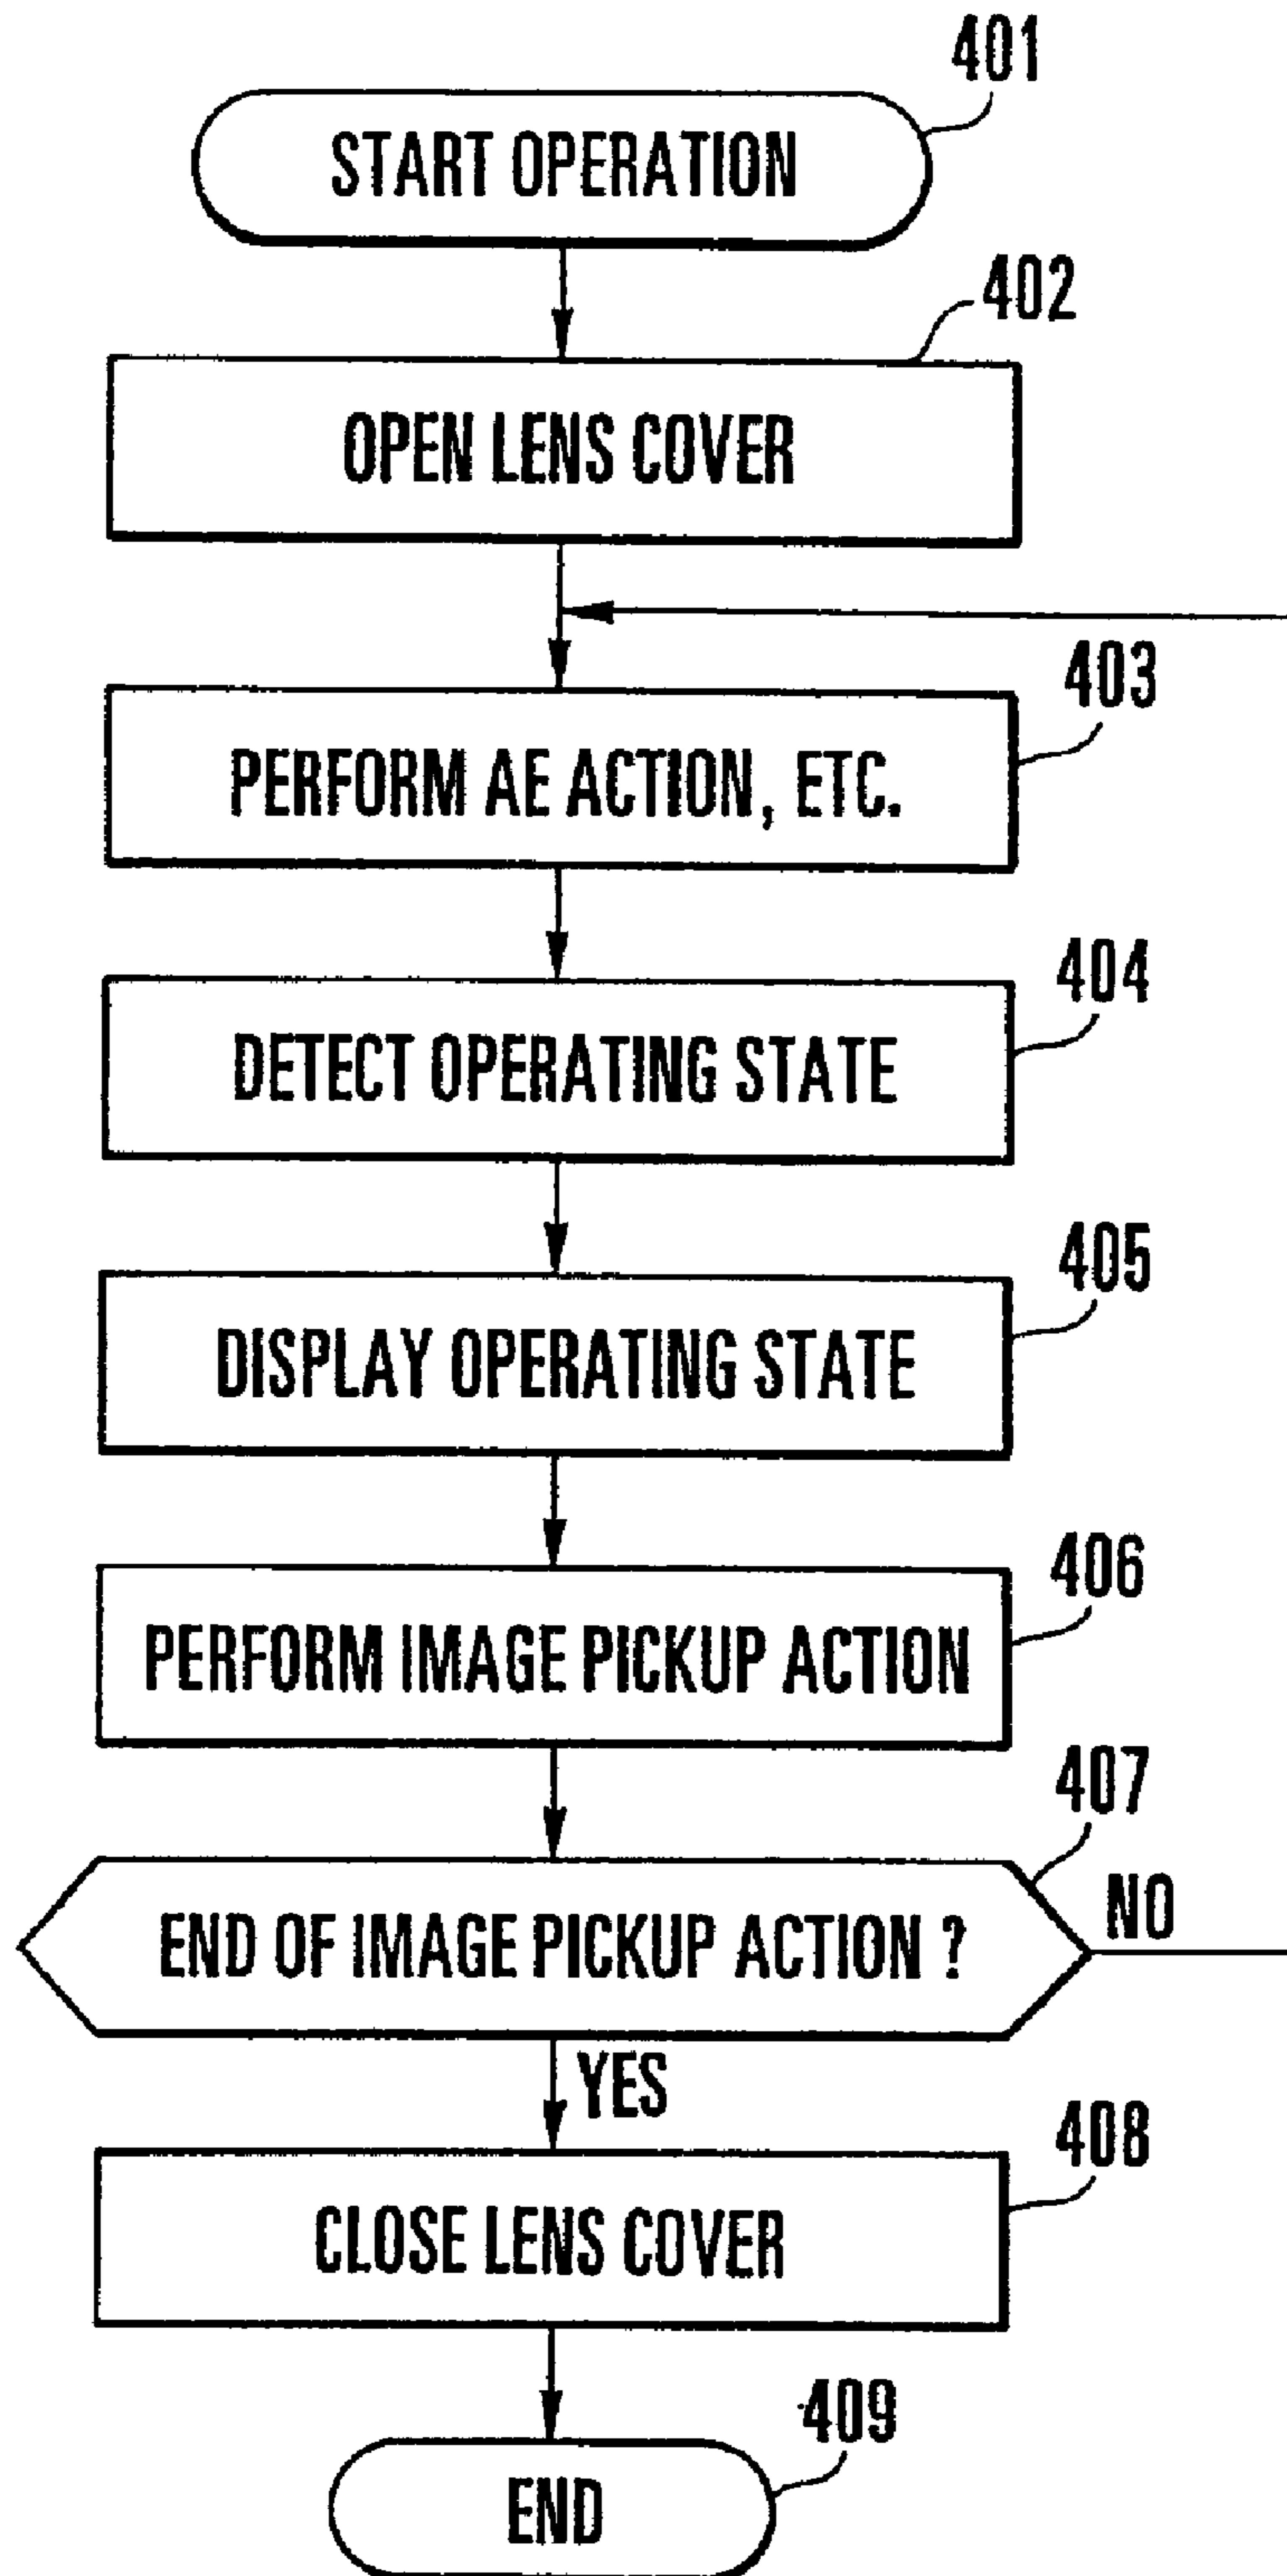 401
START OPERATION
402
OPEN LENS COVER
403
PERFORM AE ACTION, ETC.
404
DETECT OPERATING STATE
405
DISPLAY OPERATING STATE
406
PERFORM IMAGE PICKUP ACTION
407
END OF IMAGE PICKUP ACTION ?
NO
YES
408
CLOSE LENS COVER
409
END